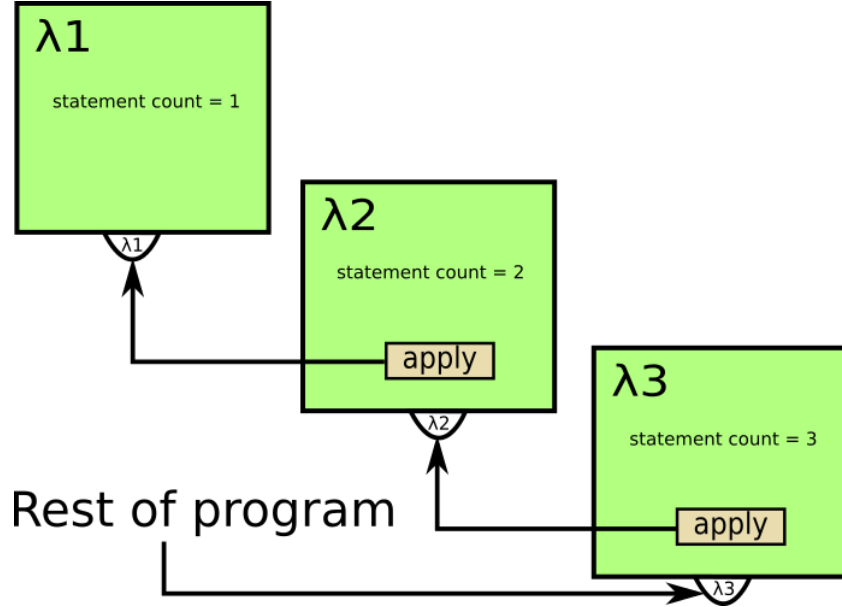 λ1
statement count = 1
λ1
λ2
statement count = 2
apply
λ2
λ3
statement count = 3
apply
λ3
Rest of program